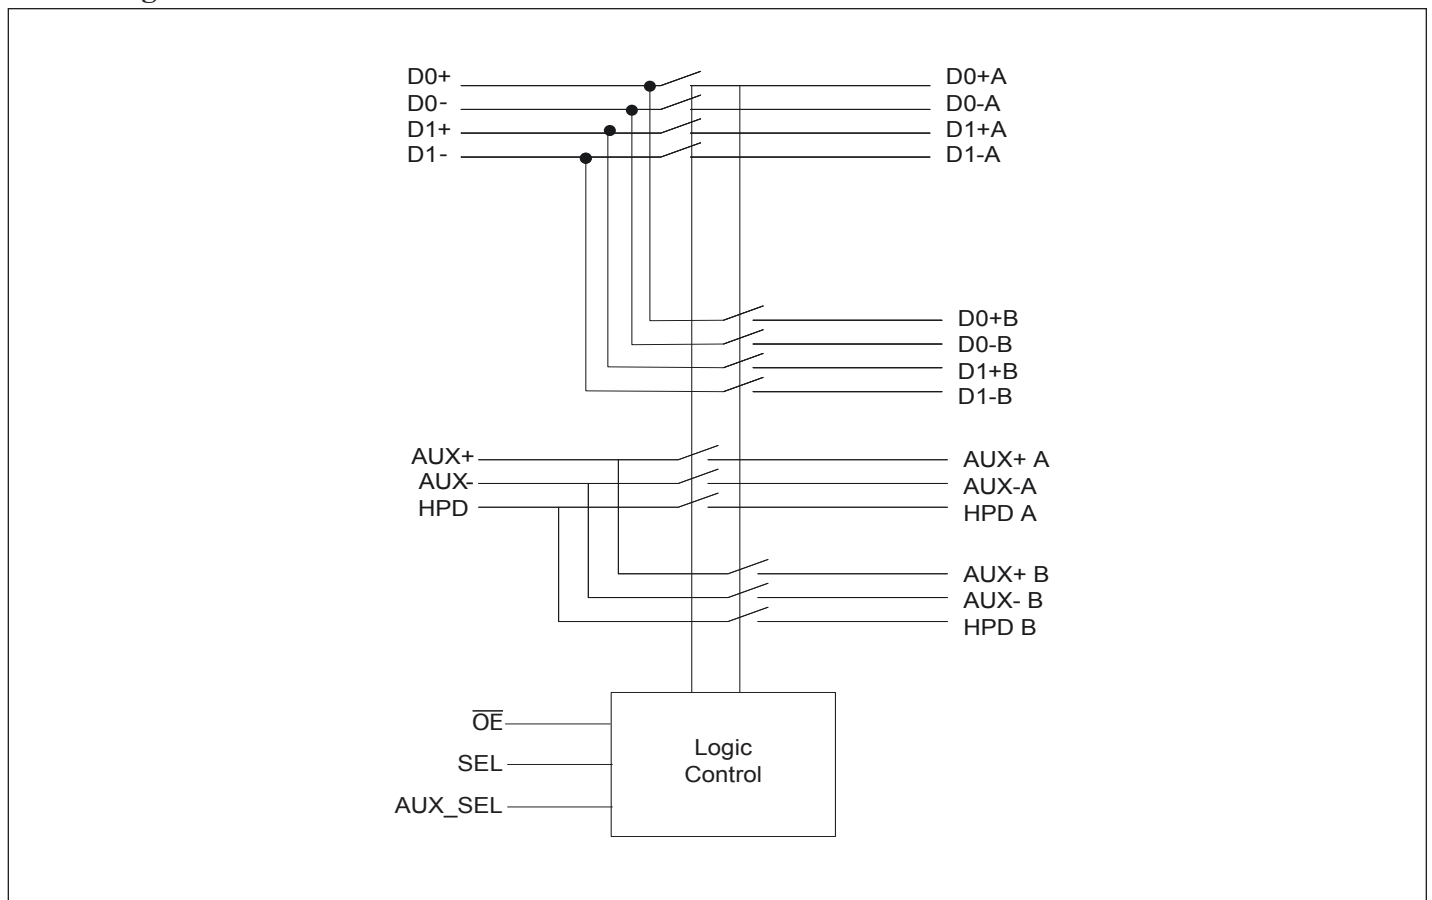 D0+ D0+A
D0- D0-A
D1+ D1+A
D1- D1-A
D0+B
D0-B
D1+B
D1-B
AUX+ AUX+ A
AUX- AUX-A
HPD HPD A
AUX+ B
AUX- B
HPD B
OE
SEL
AUX_SEL
Logic
Control